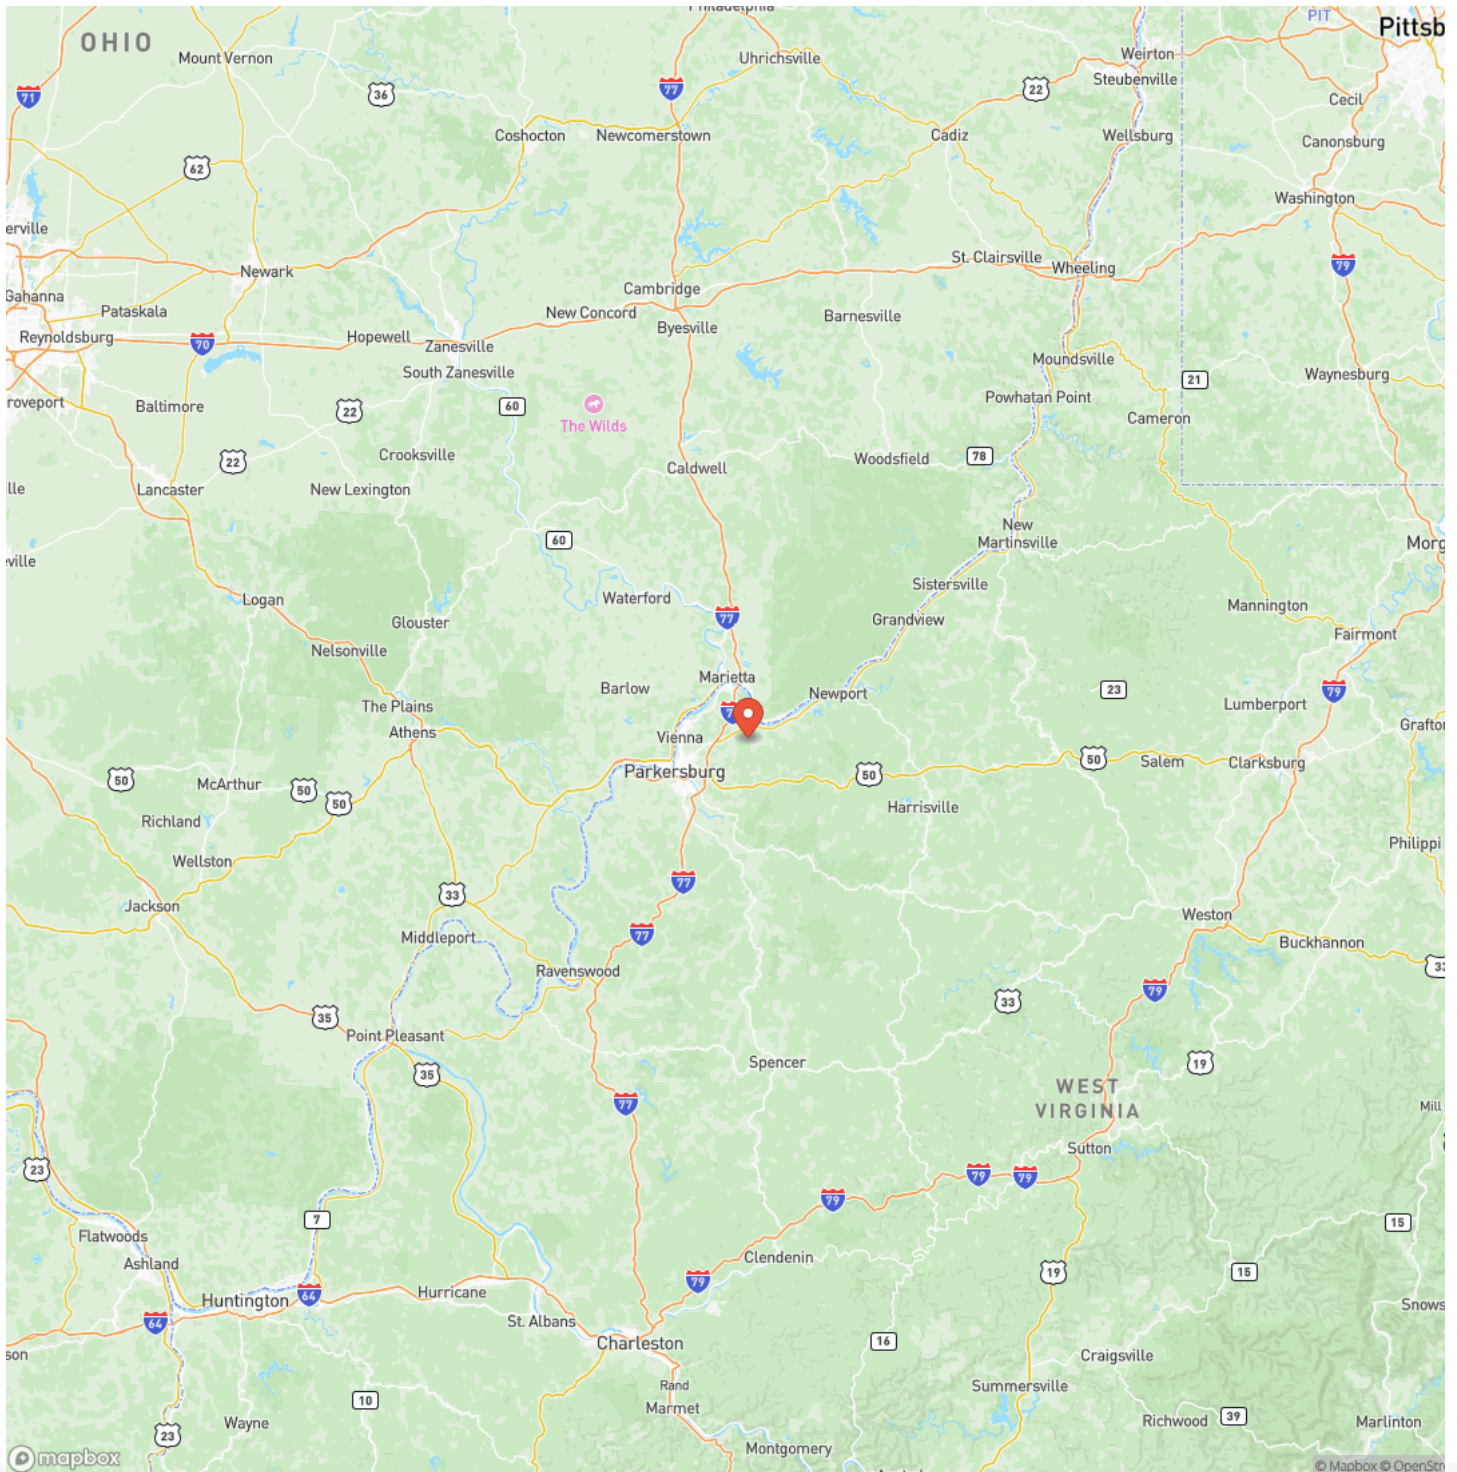 Philadelphia
PIT
Pittsb
OHIO
Mount Vernon
Uhrichsville
Weirton
Steubenville
71
36
77
22
Cecil
Coshocton
Newcomerstown
Cadiz
Wellsburg
Canonsburg
62
Washington
erville
Newark
St. Clairsville
Wheeling
79
Gahanna
Pataskala
Cambridge
New Concord
Byesville
Barnesville
Reynoldsburg
70
Hopewell
Zanesville
South Zanesville
Moundsville
21
Waynesburg
roveport
Baltimore
22
60
The Wilds
Powhatan Point
Cameron
Crooksville
22
Caldwell
Woodsfield
78
lle
Lancaster
New Lexington
New
Martinsville
60
Morg
ville
Sistersville
Logan
Waterford
77
Grandview
Mannington
Glouster
Fairmont
Nelsonville
Marietta
Barlow
Newport
23
79
The Plains
Lumberport
Athens
Vienna
7
Grafton
Parkersburg
50
50
Salem
Clarksburg
50
McArthur
50
50
Harrisville
Richland
Wellston
Philippi
77
33
Jackson
Weston
Middleport
77
Buckhannon
Ravenswood
33
79
33
35
Point Pleasant
35
Spencer
19
77
WEST
VIRGINIA
Mill
Sutton
23
79
79
79
7
15
Flatwoods
Clendenin
Ashland
79
19
15
Huntington
64
Hurricane
64
St. Albans
Snows
Charleston
16
son
Craigsville
Rand
Summersville
10
Marmet
Wayne
Richwood
39
Marlinton
23
Montgomery
mapbox
© Mapbox © OpenStre